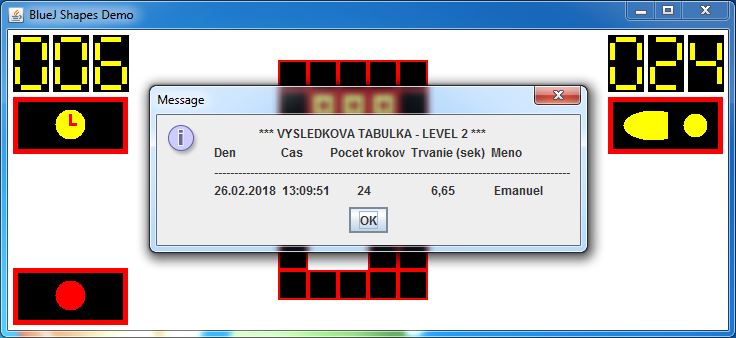 BlueJ Shapes Demo
006
024
Message
*** VYSLEDKOVA TABULKA - LEVEL 2 ***
Den Cas Pocet krokov Trvanie (sek) Meno
--------------------------------------------------------------------------------
26.02.2018 13:09:51 24 6,65 Emanuel
OK